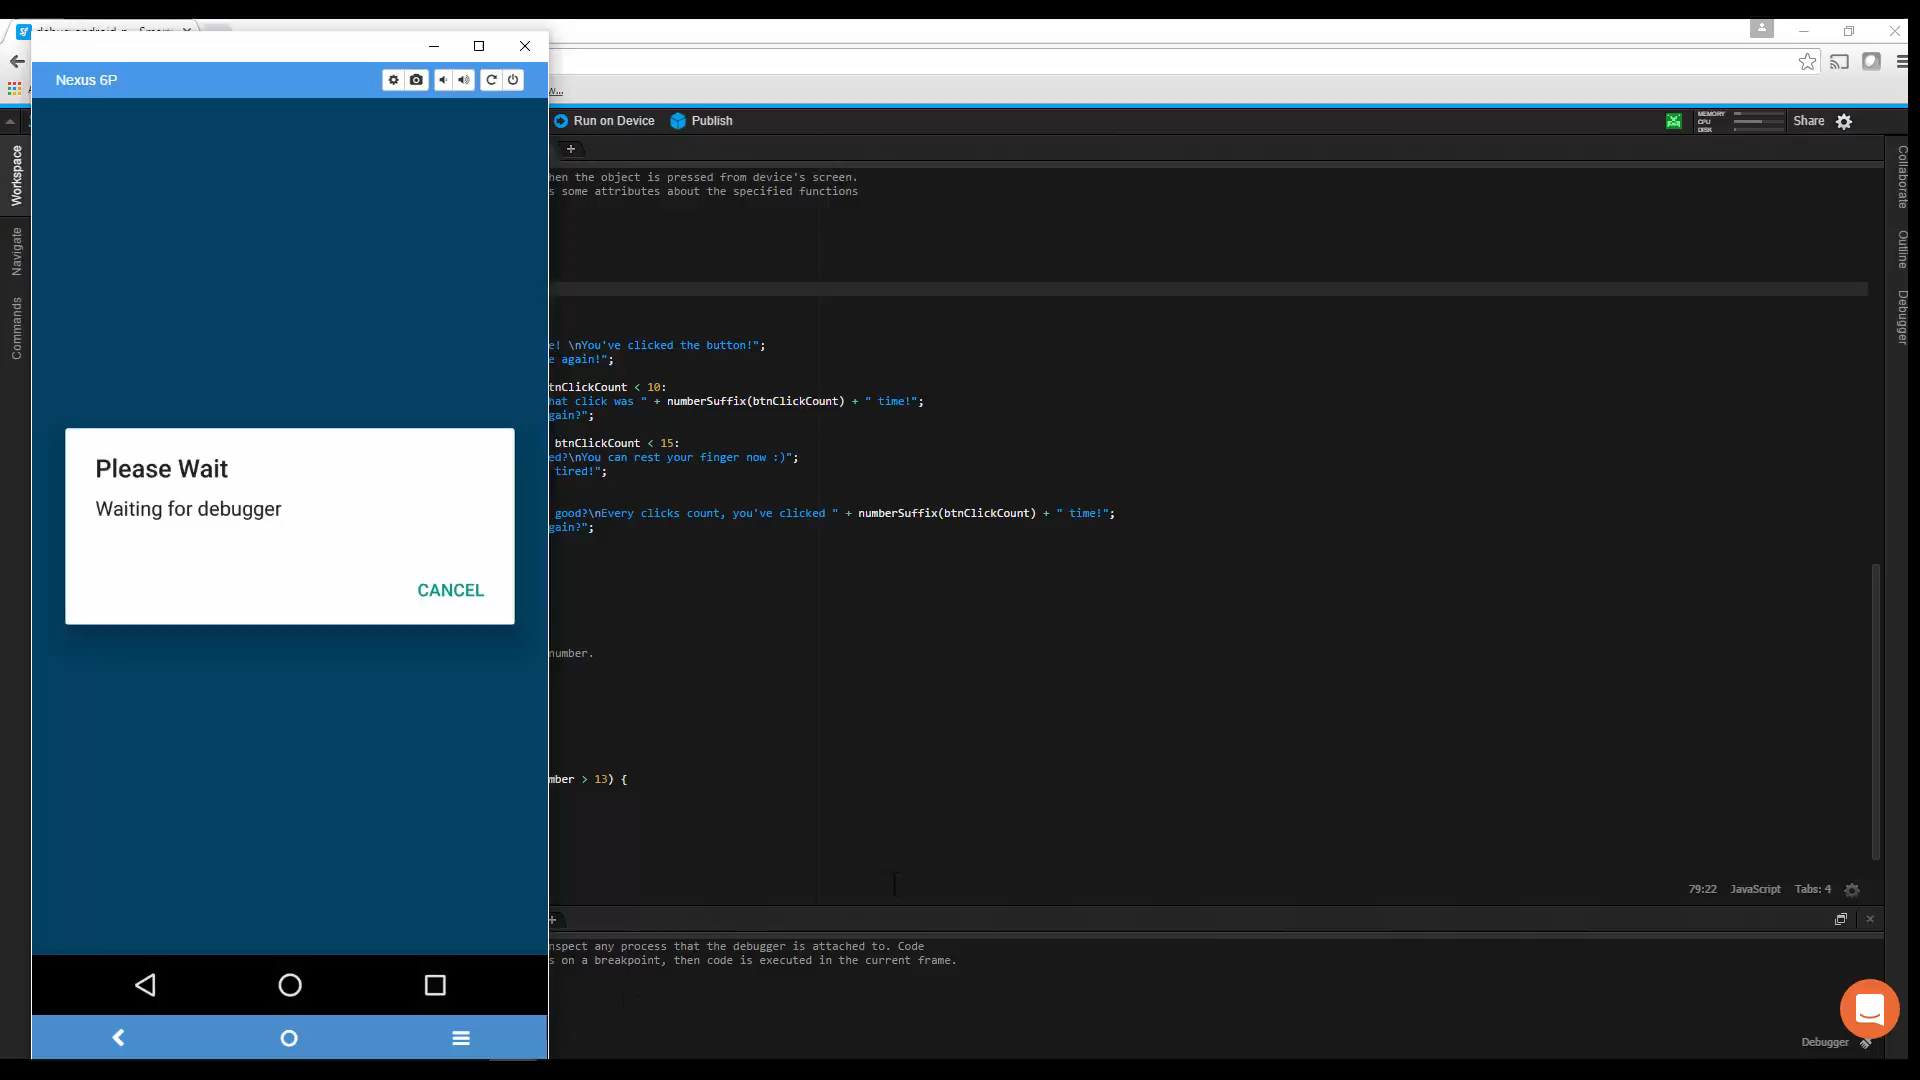 Nexus 6P
w...
Run on Device
Publish
MEMORY
CPU
DISK
Share
Workspace
Navigate
Commands
Collaborate
Outline
Debugger
hen the object is pressed from device's screen.
s some attributes about the specified functions
e! \nYou've clicked the button!";
e again!";
tnClickCount < 10:
hat click was " + numberSuffix(btnClickCount) + " time!";
gain?";
btnClickCount < 15:
ed?\nYou can rest your finger now :)";
tired!";
good?\nEvery clicks count, you've clicked " + numberSuffix(btnClickCount) + " time!";
gain?";
number.
mber > 13) {
Please Wait
Waiting for debugger
CANCEL
79:22 JavaScript Tabs: 4
nspect any process that the debugger is attached to. Code
s on a breakpoint, then code is executed in the current frame.
Debugger